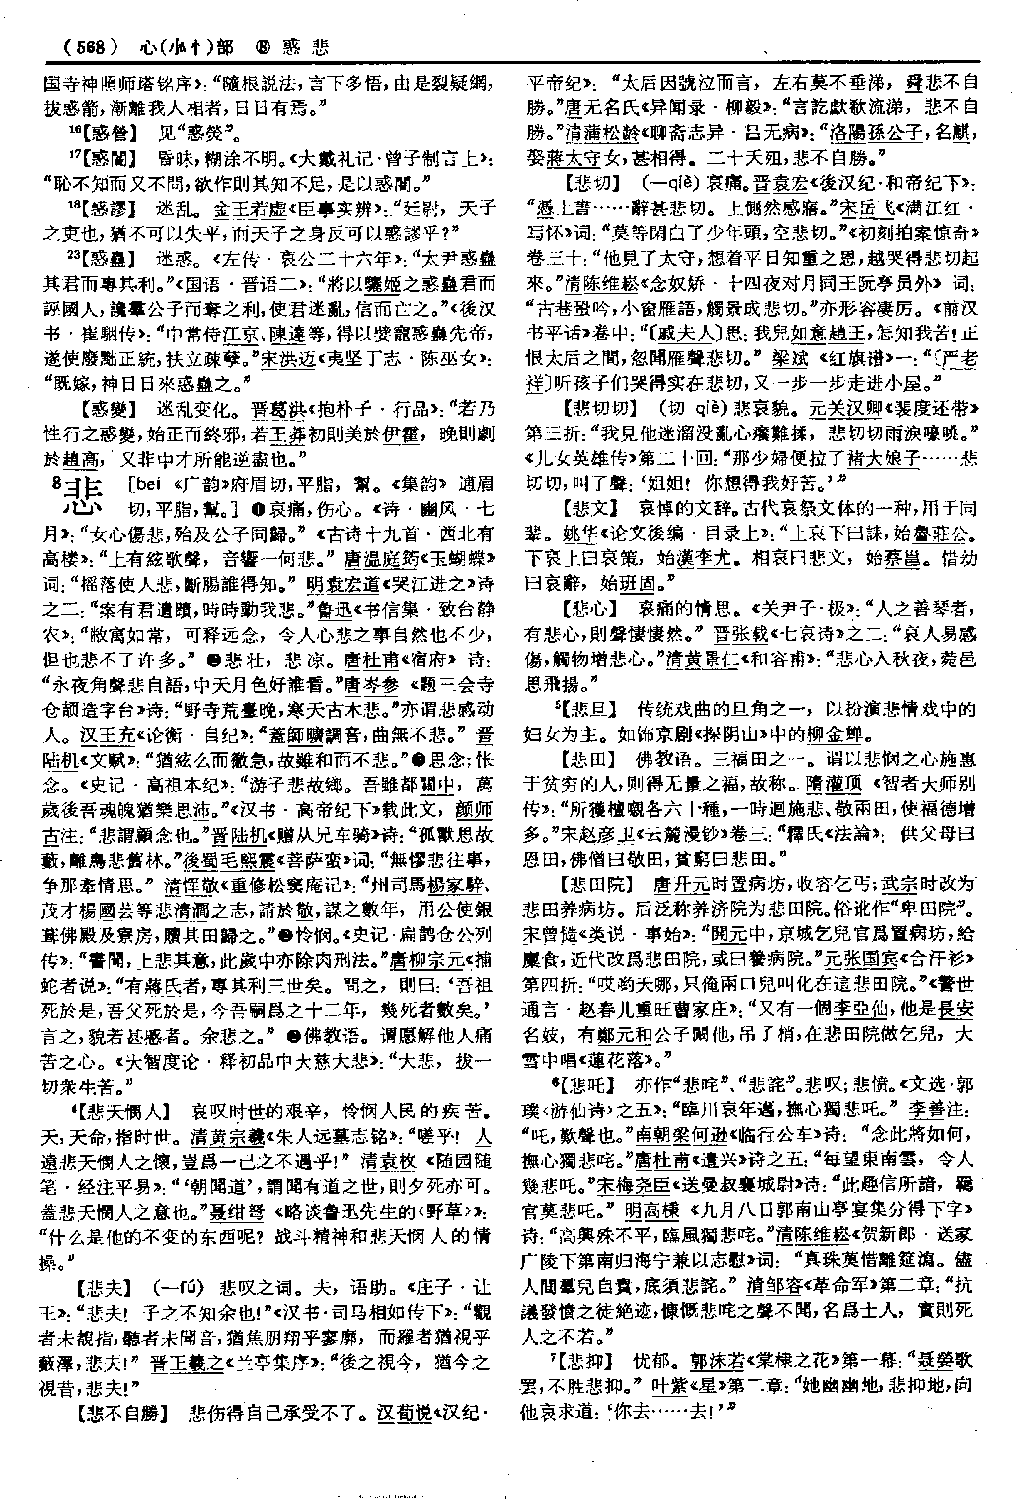 （568） 心(忄⺗)部 ⑧ 惑 悲
国寺神照师塔铭序》：“隨根説法，言下多悟，由是裂疑網，
拔惑箭，漸離我人相者，日日有焉。”
16【惑營】 见“惑熒”。
17【惑闇】 昏昧，糊涂不明。《大戴礼记·曾子制言上》：
“恥不知而又不問，欲作則其知不足，是以惑闇。”
18【惑謬】 迷乱。金王若虚《臣事实辨》：“廷尉，天子
之吏也，猶不可以失平，而天子之身反可以惑謬乎？”
23【惑蠱】 迷惑。《左传·哀公二十六年》：“大尹惑蠱
其君而專其利。”《国语·晋语二》：“將以驪姬之惑蠱君而
誣國人，讒羣公子而奪之利，使君迷亂，信而亡之。”《後汉
书·崔駰传》：“中常侍江京、陳達等，得以嬖寵惑蠱先帝，
遂使廢黜正統，扶立疎孽。”宋洪迈《夷坚丁志·陈巫女》：
“既嫁，神日日來惑蠱之。”
【惑變】 迷乱变化。晋葛洪《抱朴子·行品》：“若乃
性行之惑變，始正而終邪，若王莽初則美於伊霍，晚則劇
於趙高，又非中才所能逆盡也。”
8悲 ［bēi 《广韵》府眉切，平脂，幫。《集韵》逋眉
切，平脂，幫。］❶哀痛，伤心。《诗·豳风·七
月》：“女心傷悲，殆及公子同歸。”《古诗十九首·西北有
高楼》：“上有絃歌聲，音響一何悲。”唐温庭筠《玉蝴蝶》
词：“摇落使人悲，斷腸誰得知。”明袁宏道《哭江进之》诗
之二：“案有君遺蹟，時時動我悲。”鲁迅《书信集·致台静
农》：“敝寓如常，可释远念，令人心悲之事自然也不少，
但也悲不了许多。”❷悲壮，悲凉。唐杜甫《宿府》诗：
“永夜角聲悲自語，中天月色好誰看。”唐岑参《题三会寺
仓颉造字台》诗：“野寺荒臺晚，寒天古木悲。”亦谓悲感动
人。汉王充《论衡·自纪》：“蓋師曠調音，曲無不悲。”晋
陆机《文赋》：“猶絃么而徽急，故雖和而不悲。”❸思念；怅
念。《史记·高祖本纪》：“游子悲故鄉。吾雖都關中，萬
歲後吾魂魄猶樂思沛。”《汉书·高帝纪下》载此文，颜师
古注：“悲謂顧念也。”晋陆机《赠从兄车骑》诗：“孤獸思故
藪，離鳥悲舊林。”後蜀毛熙震《菩萨蛮》词：“無憀悲往事，
争那牽情思。”清恽敬《重修松窦庵记》：“州司馬楊家騂、
茂才楊國芸等悲清涧之志，請於敬，謀之數年，用公使銀
葺佛殿及寮房，贖其田歸之。”❹怜悯。《史记·扁鹊仓公列
传》：“書聞，上悲其意，此歲中亦除肉刑法。”唐柳宗元《捕
蛇者说》：“有蔣氏者，專其利三世矣。問之，則曰：‘吾祖
死於是，吾父死於是，今吾嗣爲之十二年，幾死者數矣。’
言之，貌若甚慼者。余悲之。”❺佛教语。谓愿解他人痛
苦之心。《大智度论·释初品中大慈大悲》：“大悲，拔一
切衆生苦。”
4【悲天憫人】 哀叹时世的艰辛，怜悯人民的疾苦。
天，天命，指时世。清黄宗羲《朱人远墓志铭》：“嗟乎！人
遠悲天憫人之懷，豈爲一己之不遇乎！”清袁枚《随园随
笔·经注平易》：“‘朝聞道’，謂聞有道之世，則夕死亦可。
蓋悲天憫人之意也。”聂绀弩《略谈鲁迅先生的〈野草〉》：
“什么是他的不变的东西呢？战斗精神和悲天悯人的情
操。”
【悲夫】 （—fú） 悲叹之词。夫，语助。《庄子·让
王》：“悲夫！子之不知余也！”《汉书·司马相如传下》：“觀
者未覩指，聽者未聞音，猶焦朋翔乎寥廓，而羅者猶視乎
藪澤，悲夫！”晋王羲之《兰亭集序》：“後之視今，猶今之
視昔，悲夫！”
【悲不自勝】 悲伤得自己承受不了。汉荀悦《汉纪·
平帝纪》：“太后因號泣而言，左右莫不垂涕，舜悲不自
勝。”唐无名氏《异闻录·柳毅》：“言訖歔欷流涕，悲不自
勝。”清蒲松龄《聊斋志异·吕无病》：“洛陽孫公子，名麒，
娶蔣太守女，甚相得。二十夭殂，悲不自勝。”
【悲切】 （—qiè）哀痛。晋袁宏《後汉纪·和帝纪下》：
“憑上書……辭甚悲切。上惻然感寤。”宋岳飞《满江红·
写怀》词：“莫等閑白了少年頭，空悲切。”《初刻拍案惊奇》
卷三十：“他見了太守，想着平日知重之恩，越哭得悲切起
來。”清陈维崧《念奴娇·十四夜对月同王阮亭员外》词：
“古巷蛩吟，小窗雁語，觸景成悲切。”亦形容凄厉。《前汉
书平话》卷中：“〔戚夫人〕思：我兒如意趙王，怎知我苦！正
恨太后之間，忽聞雁聲悲切。”梁斌《红旗谱》一：“〔严老
祥〕听孩子们哭得实在悲切，又一步一步走进小屋。”
【悲切切】 （切 qiè）悲哀貌。元关汉卿《裴度还带》
第三折：“我見他迷溜没亂心癢難揉，悲切切雨淚嚎咷。”
《儿女英雄传》第二十回：“那少婦便拉了褚大娘子……悲
切切，叫了聲：‘姐姐！你想得我好苦。’”
【悲文】 哀悼的文辞。古代哀祭文体的一种，用于同
辈。姚华《论文後编·目录上》：“上哀下曰誄，始魯莊公。
下哀上曰哀策，始漢李尤。相哀曰悲文，始蔡邕。惜幼
曰哀辭，始班固。”
【悲心】 哀痛的情思。《关尹子·极》：“人之善琴者，
有悲心，則聲悽悽然。”晋张载《七哀诗》之二：“哀人易感
傷，觸物增悲心。”清黄景仁《和容甫》：“悲心入秋夜，菀邑
思飛揚。”
5【悲旦】 传统戏曲的旦角之一，以扮演悲情戏中的
妇女为主。如饰京剧《探阴山》中的柳金蝉。
【悲田】 佛教语。三福田之一。谓以悲悯之心施惠
于贫穷的人，则得无量之福，故称。隋灌顶《智者大师别
传》：“所獲檀嚫各六十種，一時迴施悲、敬兩田，使福德增
多。”宋赵彦卫《云麓漫钞》卷三：“釋氏《法論》：供父母曰
恩田，佛僧曰敬田，貧窮曰悲田。”
【悲田院】 唐开元时置病坊，收容乞丐；武宗时改为
悲田养病坊。后泛称养济院为悲田院。俗讹作“卑田院”。
宋曾慥《类说·事始》：“開元中，京城乞兒官爲置病坊，給
廩食，近代改爲悲田院，或曰養病院。”元张国宾《合汗衫》
第四折：“哎喲天哪，只俺兩口兒叫化在這悲田院。”《警世
通言·赵春儿重旺曹家庄》：“又有一個李亞仙，他是長安
名妓，有鄭元和公子闝他，吊了梢，在悲田院做乞兒，大
雪中唱《蓮花落》。”
6【悲吒】 亦作“悲咤”、“悲詫”。悲叹；悲愤。《文选·郭
璞〈游仙诗〉之五》：“臨川哀年邁，撫心獨悲吒。”李善注：
“吒，歎聲也。”南朝梁何逊《临行公车》诗：“念此將如何，
撫心獨悲咤。”唐杜甫《遣兴》诗之五：“每望東南雲，令人
幾悲吒。”宋梅尧臣《送曼叔襄城尉》诗：“此趣信所諳，羈
官莫悲吒。”明高棅《九月八日郭南山亭宴集分得下字》
诗：“高興殊不平，臨風獨悲咤。”清陈维崧《贺新郎·送家
广陵下第南归海宁兼以志慰》词：“真珠莫惜離筵瀉。儘
人間羣兒自貴，底須悲詫。”清邹容《革命军》第二章：“抗
議發憤之徒絶迹，慷慨悲咤之聲不聞，名爲士人，實則死
人之不若。”
7【悲抑】 忧郁。郭沫若《棠棣之花》第一幕：“聂嫈歌
罢，不胜悲抑。”叶紫《星》第二章：“她幽幽地，悲抑地，向
他哀求道：‘你去……去！’”